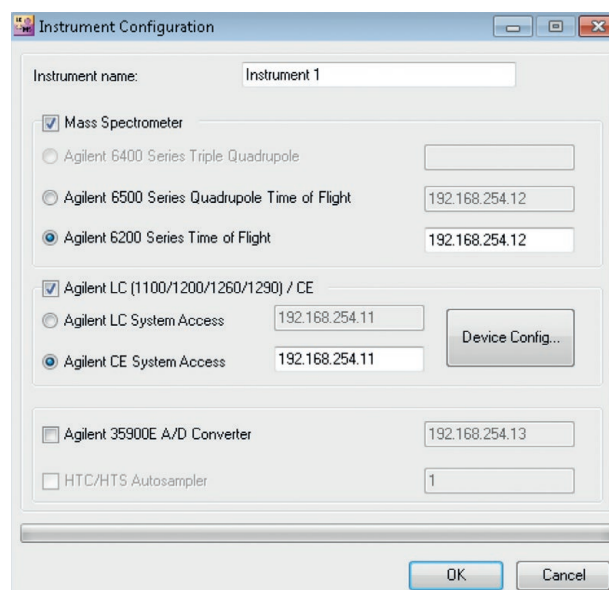 Instrument Configuration
Instrument name: Instrument 1
Mass Spectrometer
Agilent 6400 Series Triple Quadrupole
Agilent 6500 Series Quadrupole Time of Flight 192.168.254.12
Agilent 6200 Series Time of Flight 192.168.254.12
Agilent LC (1100/1200/1260/1290) / CE
Agilent LC System Access 192.168.254.11
Device Config...
Agilent CE System Access 192.168.254.11
Agilent 35900E A/D Converter 192.168.254.13
HTC/HTS Autosampler 1
OK Cancel